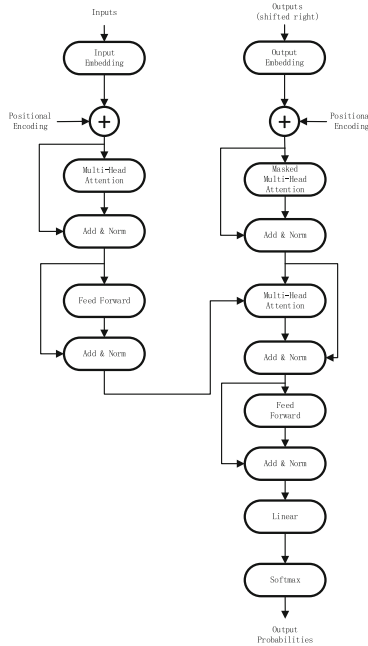 Inputs
Input
Embedding
Positional
Encoding
Multi-Head
Attention
Add & Norm
Feed Forward
Add & Norm
Outputs
(shifted right)
Output
Embedding
Positiona
Encoding
Masked
Multi-Head
Attention
Add & Norm
Multi-Head
Attention
Add & Norm
Feed
Forward
Add & Norm
Linear
Softmax
Output
Probabilities